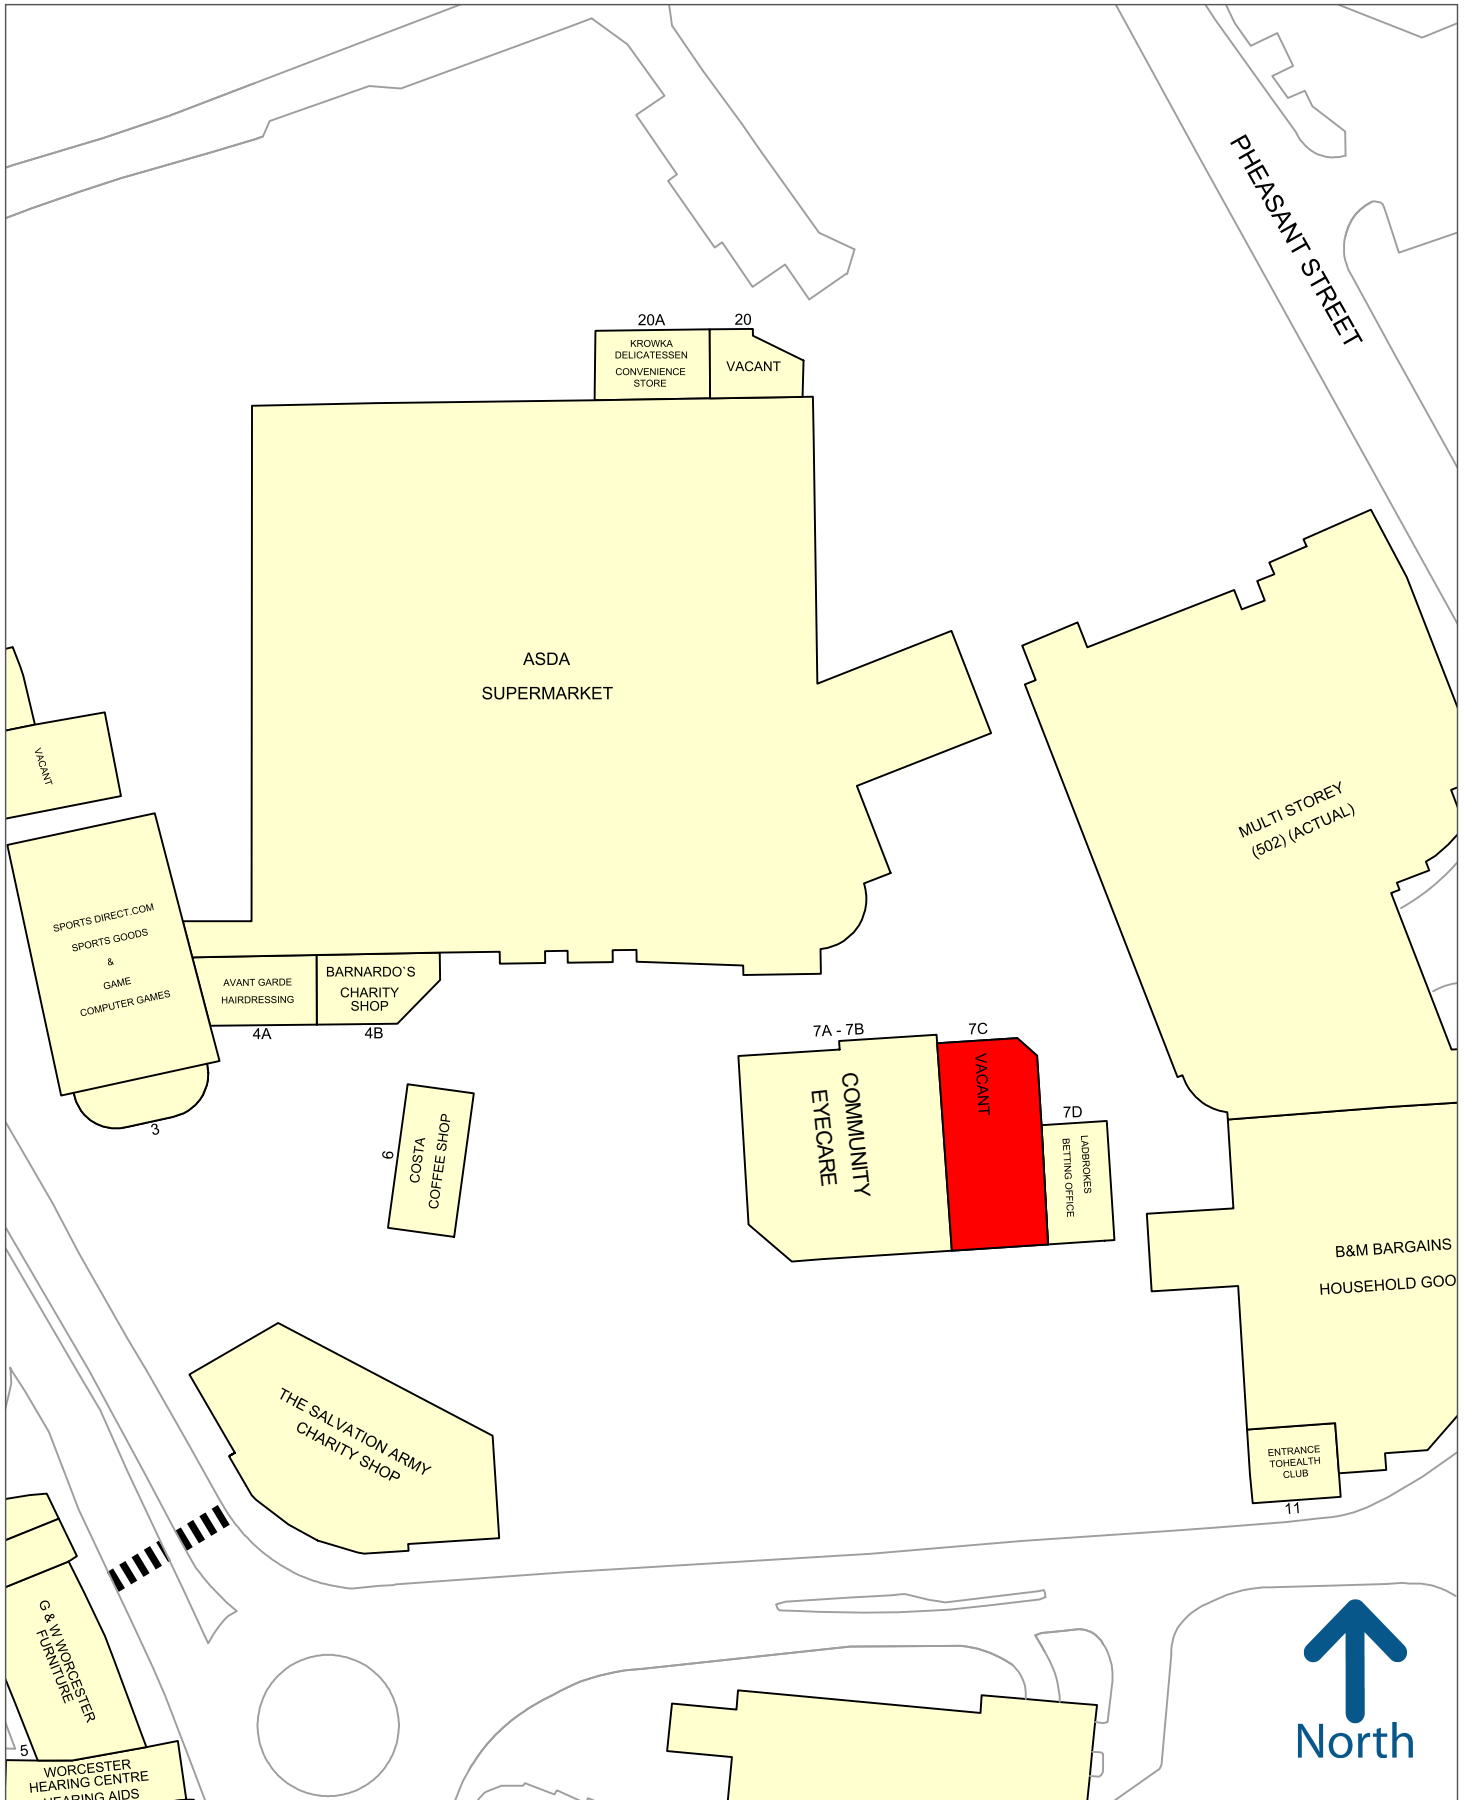 PHEASANT STREET
20A
20
KROWKA
DELICATESSEN
CONVENIENCE
STORE
VACANT
ASDA
SUPERMARKET
VACANT
MULTI STOREY
(502) (ACTUAL)
SPORTS DIRECT.COM
SPORTS GOODS
&
GAME
COMPUTER GAMES
3
AVANT GARDE
HAIRDRESSING
4A
BARNARDO`S
CHARITY
SHOP
4B
7A - 7B
COMMUNITY
EYECARE
7C
VACANT
7D
LADBROKES
BETTING OFFICE
6
COSTA
COFFEE SHOP
B&M BARGAINS
HOUSEHOLD GOO
THE SALVATION ARMY
CHARITY SHOP
ENTRANCE
TOHEALTH
CLUB
11
G & W WORCESTER
FURNITURE
5
WORCESTER
HEARING CENTRE
HEARING AIDS
North